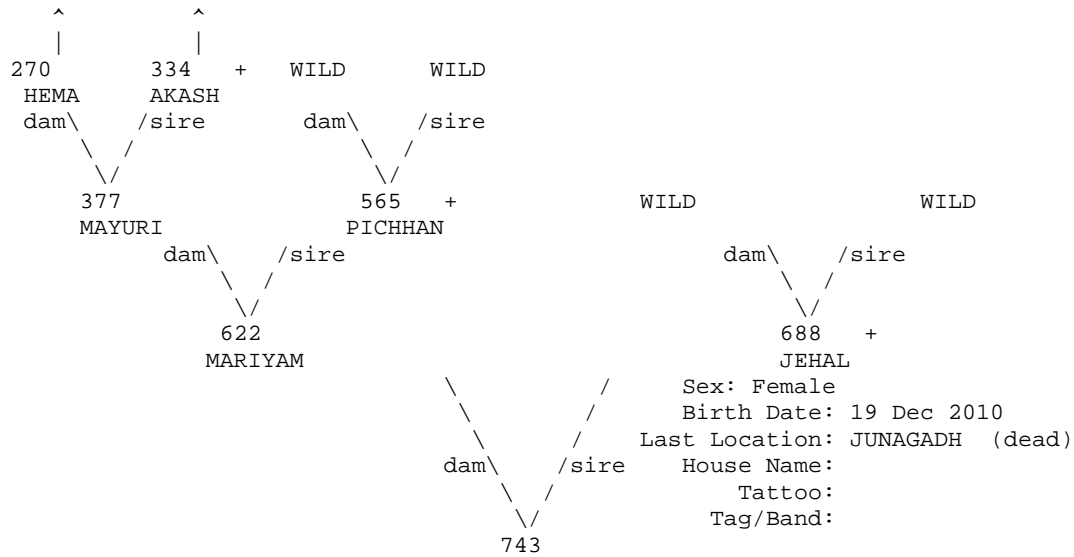 ^ ^
| |
270 334 + WILD WILD
HEMA AKASH
dam\ /sire dam\ /sire
\ / \ /
\/ \/
377 565 + WILD WILD
MAYURI PICHHAN
dam\ /sire dam\ /sire
\ / \ /
\/ \/
622 688 +
MARIYAM JEHAL
\ / Sex: Female
\ / Birth Date: 19 Dec 2010
\ / Last Location: JUNAGADH (dead)
dam\ /sire House Name:
\ / Tattoo:
\/ Tag/Band:
743